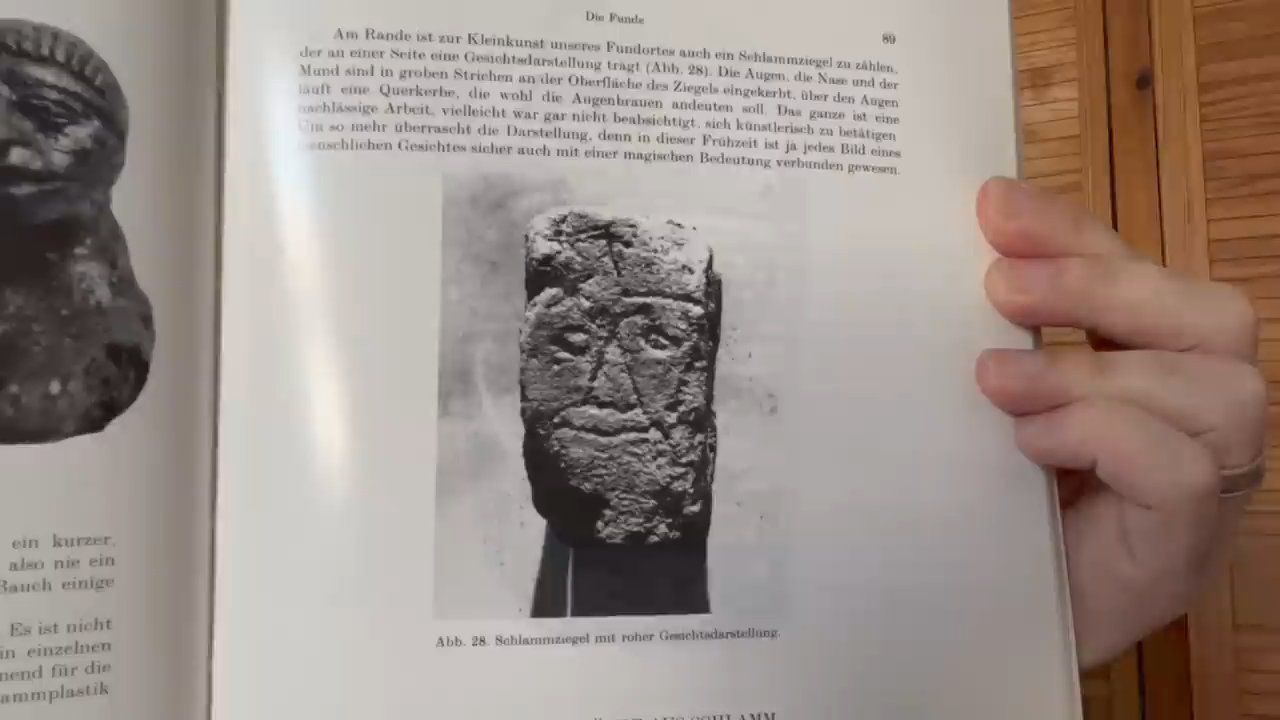 ein kurzer,
also nie ein
Bauch einige
Es ist nicht
in einzelnen
nend für die
ammplastik
Die Funde
89
Am Rande ist zur Kleinkunst unseres Fundortes auch ein Schlammziegel zu zählen,
der an einer Seite eine Gesichtsdarstellung trägt (Abb. 28). Die Augen, die Nase und der
Mund sind in groben Strichen an der Oberfläche des Ziegels eingekerbt, über den Augen
läuft eine Querkerbe, die wohl die Augenbrauen andeuten soll. Das ganze ist eine
nachlässige Arbeit, vielleicht war gar nicht beabsichtigt, sich künstlerisch zu betätigen
Um so mehr überrascht die Darstellung, denn in dieser Frühzeit ist ja jedes Bild eines
menschlichen Gesichtes sicher auch mit einer magischen Bedeutung verbunden gewesen.
Abb. 28. Schlammziegel mit roher Gesichtsdarstellung.
AUS SCHLAMM